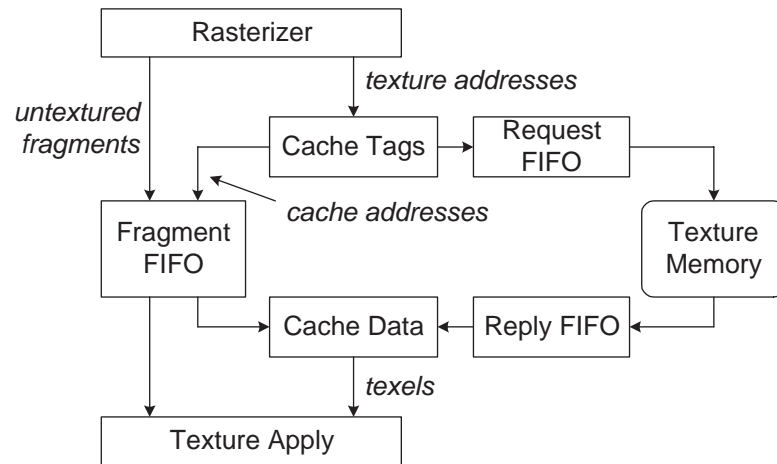 Rasterizer
texture addresses
untextured
fragments
Cache Tags
Request
FIFO
cache addresses
Fragment
FIFO
Texture
Memory
Cache Data
Reply FIFO
texels
Texture Apply